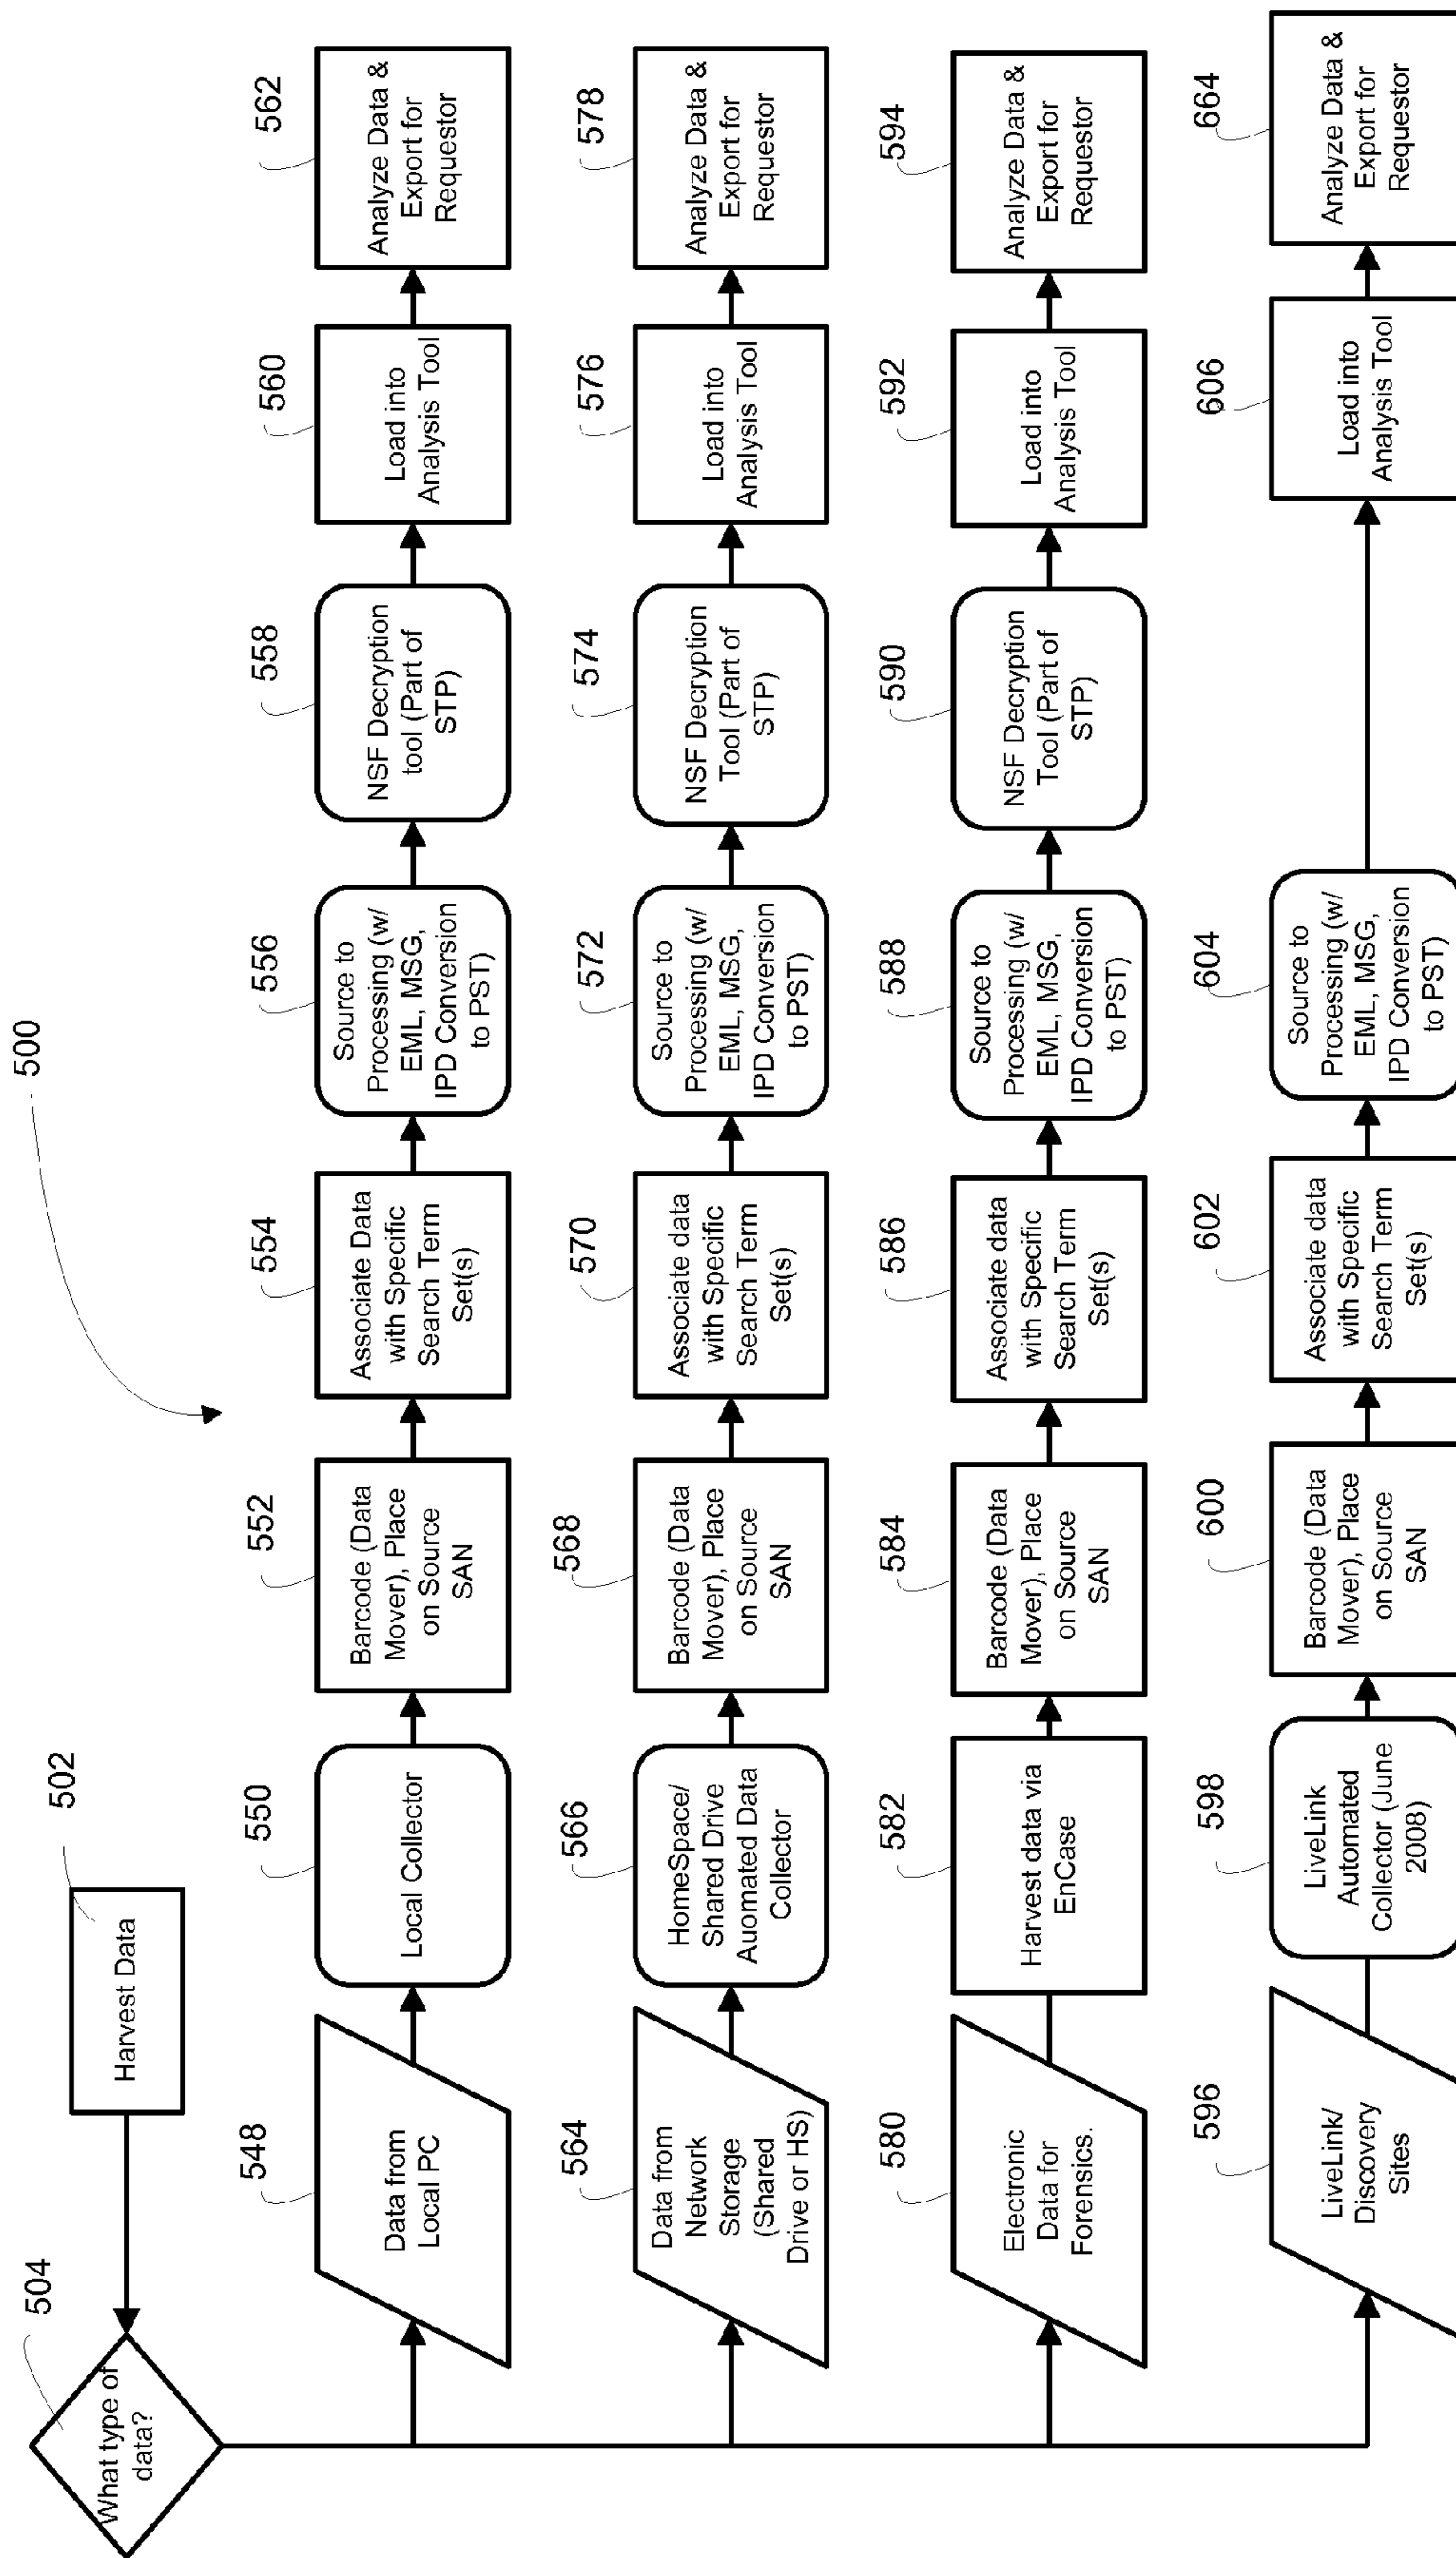 500
502
Harvest Data
504
What type of
data?
548
Data from
Local PC
550
Local Collector
552
Barcode (Data
Mover), Place
on Source
SAN
554
Associate Data
with Specific
Search Term
Set(s)
556
Source to
Processing (w/
EML, MSG,
IPD Conversion
to PST)
558
NSF Decryption
tool (Part of
STP)
560
Load into
Analysis Tool
562
Analyze Data &
Export for
Requestor
564
Data from
Network
Storage
(Shared
Drive or HS)
566
HomeSpace/
Shared Drive
Auomated Data
Collector
568
Barcode (Data
Mover), Place
on Source
SAN
570
Associate data
with Specific
Search Term
Set(s)
572
Source to
Processing (w/
EML, MSG,
IPD Conversion
to PST)
574
NSF Decryption
Tool (Part of
STP)
576
Load into
Analysis Tool
578
Analyze Data &
Export for
Requestor
580
Electronic
Data for
Forensics.
582
Harvest data via
EnCase
584
Barcode (Data
Mover), Place
on Source
SAN
586
Associate data
with Specific
Search Term
Set(s)
588
Source to
Processing (w/
EML, MSG,
IPD Conversion
to PST)
590
NSF Decryption
Tool (Part of
STP)
592
Load into
Analysis Tool
594
Analyze Data &
Export for
Requestor
596
LiveLink/
Discovery
Sites
598
LiveLink
Automated
Collector (June
2008)
600
Barcode (Data
Mover), Place
on Source
SAN
602
Associate data
with Specific
Search Term
Set(s)
604
Source to
Processing (w/
EML, MSG,
IPD Conversion
to PST)
606
Load into
Analysis Tool
664
Analyze Data &
Export for
Requestor